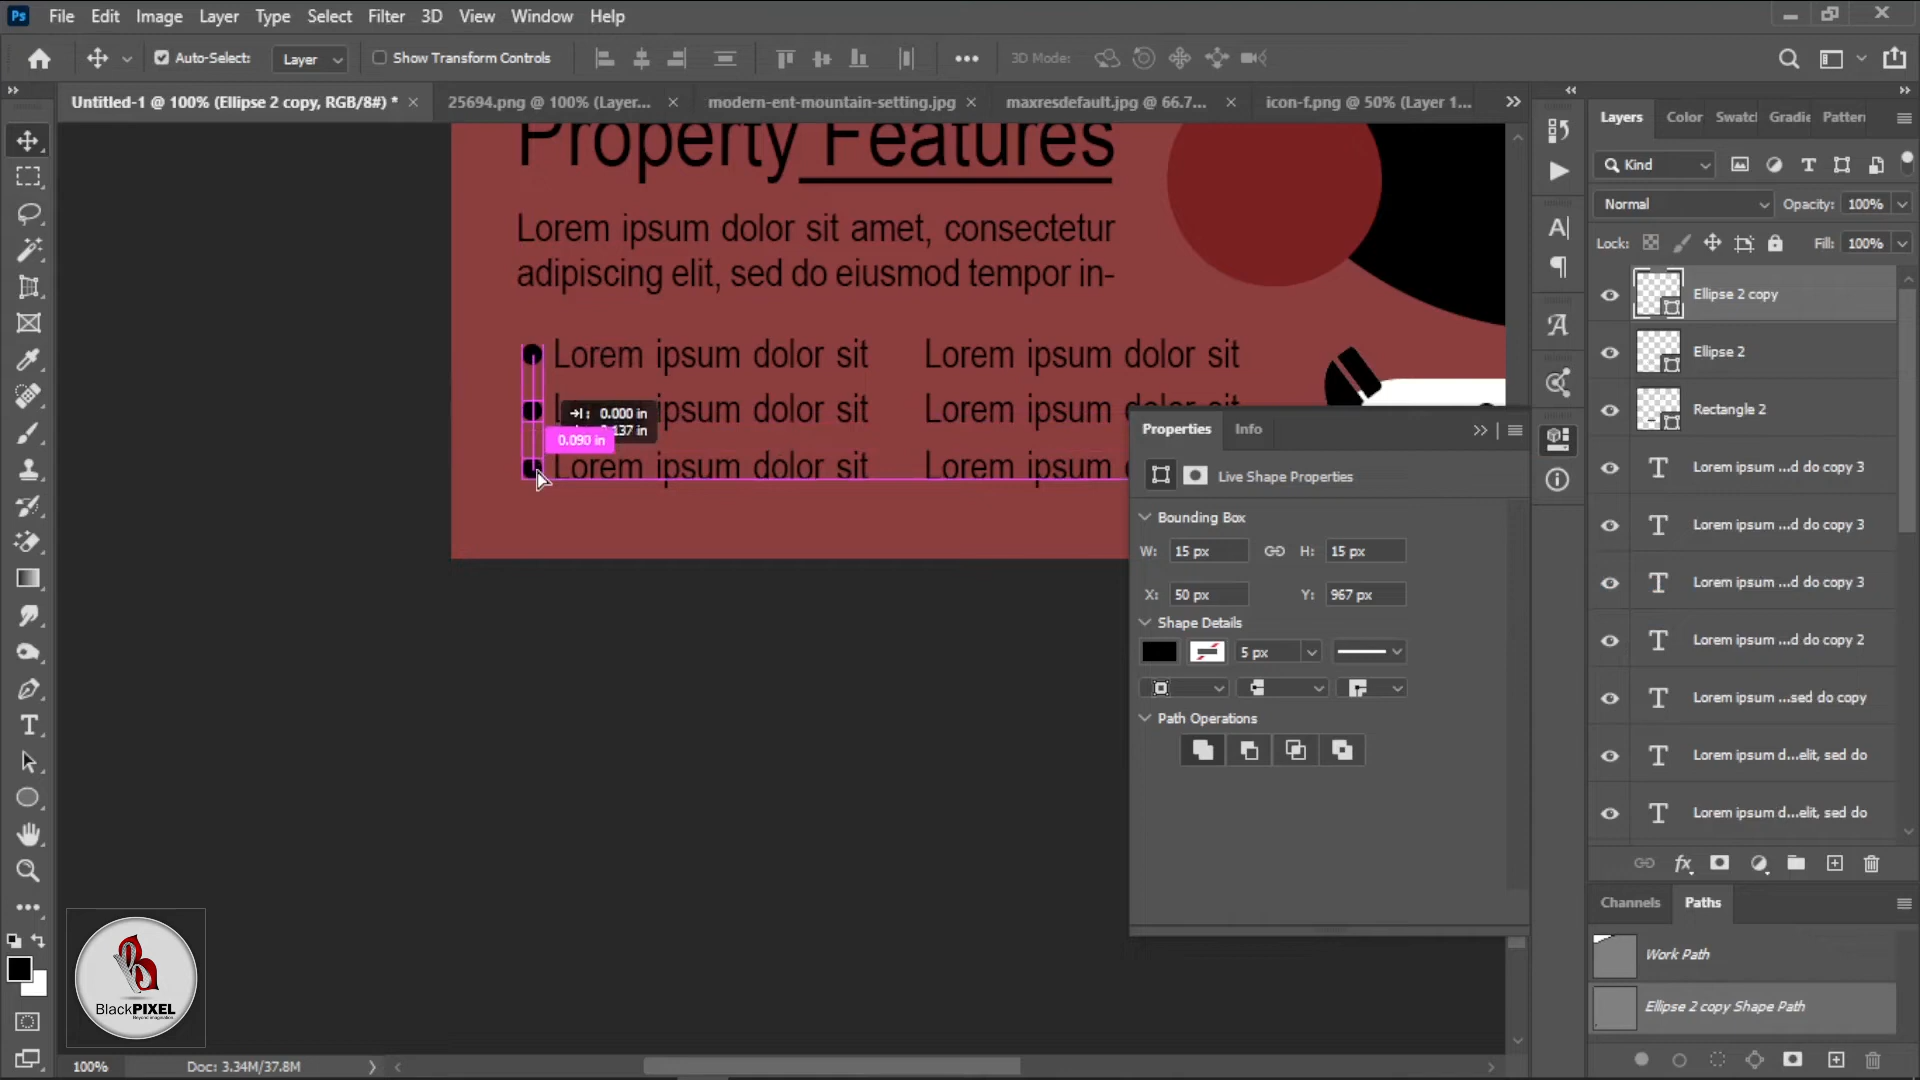 Ps File Edit Image Layer Type Select Filter 3D View Window Help
Auto-Select: Layer Show Transform Controls 3D Mode:
Untitled-1 @ 100% (Ellipse 2 copy, RGB/8#) * 25694.png @ 100% (Layer... modern-ent-mountain-setting.jpg maxresdefault.jpg @ 66.7... icon-f.png @ 50% (Layer 1...
Property Features
Lorem ipsum dolor sit amet, consectetur
adipiscing elit, sed do eiusmod tempor in-
Lorem ipsum dolor sit Lorem ipsum dolor sit
ipsum dolor sit Lorem ipsum dolor sit
Lorem ipsum dolor sit Lorem ipsum
0.000 in
137 in
0.090 in
Properties Info
Live Shape Properties
Bounding Box
W: 15 px H: 15 px
X: 50 px Y: 967 px
Shape Details
5 px
Path Operations
Layers Color Swatc Gradie Patter
Kind
Normal Opacity: 100%
Lock: Fill: 100%
Ellipse 2 copy
Ellipse 2
Rectangle 2
Lorem ipsum ...d do copy 3
Lorem ipsum ...d do copy 3
Lorem ipsum ...d do copy 3
Lorem ipsum ...d do copy 2
Lorem ipsum ...sed do copy
Lorem ipsum d...elit, sed do
Lorem ipsum d...elit, sed do
Channels Paths
Work Path
Ellipse 2 copy Shape Path
BlackPIXEL
100% Doc: 3.34M/37.8M